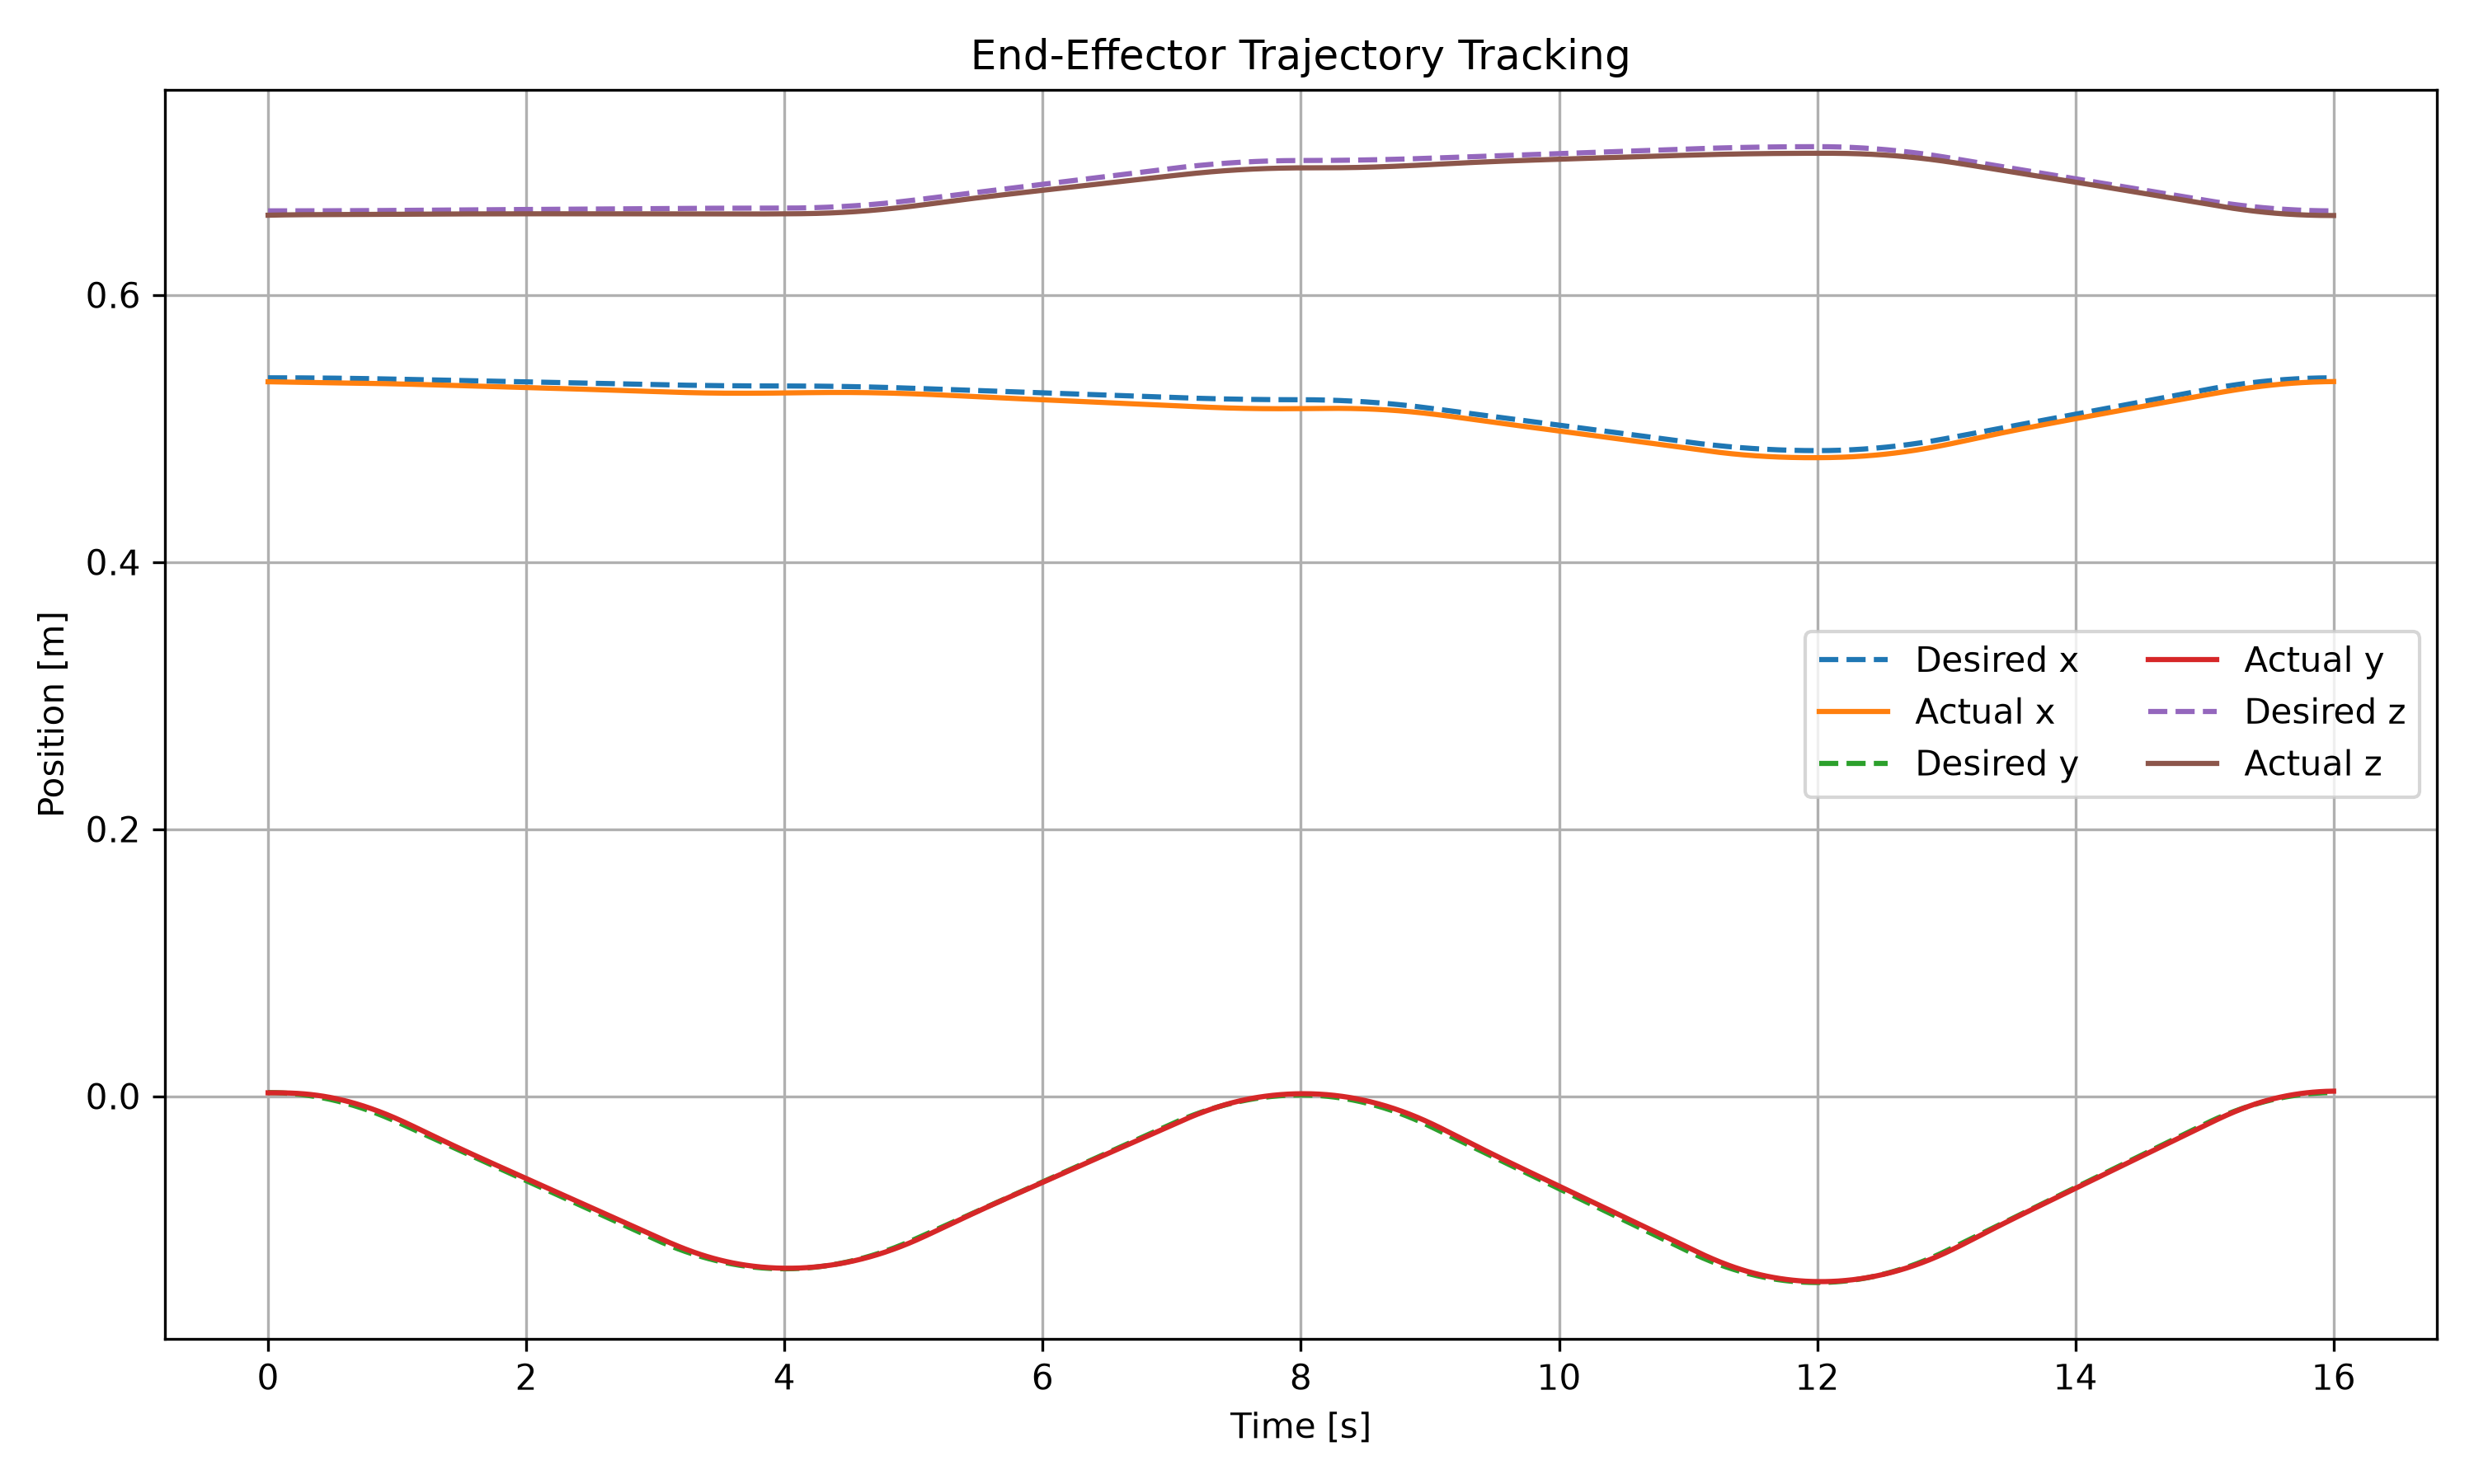 End-Effector Trajectory Tracking
Position [m]
0.6
0.4
0.2
0.0
Desired x
Actual x
Desired y
Actual y
Desired z
Actual z
0 2 4 6 8 10 12 14 16
Time [s]